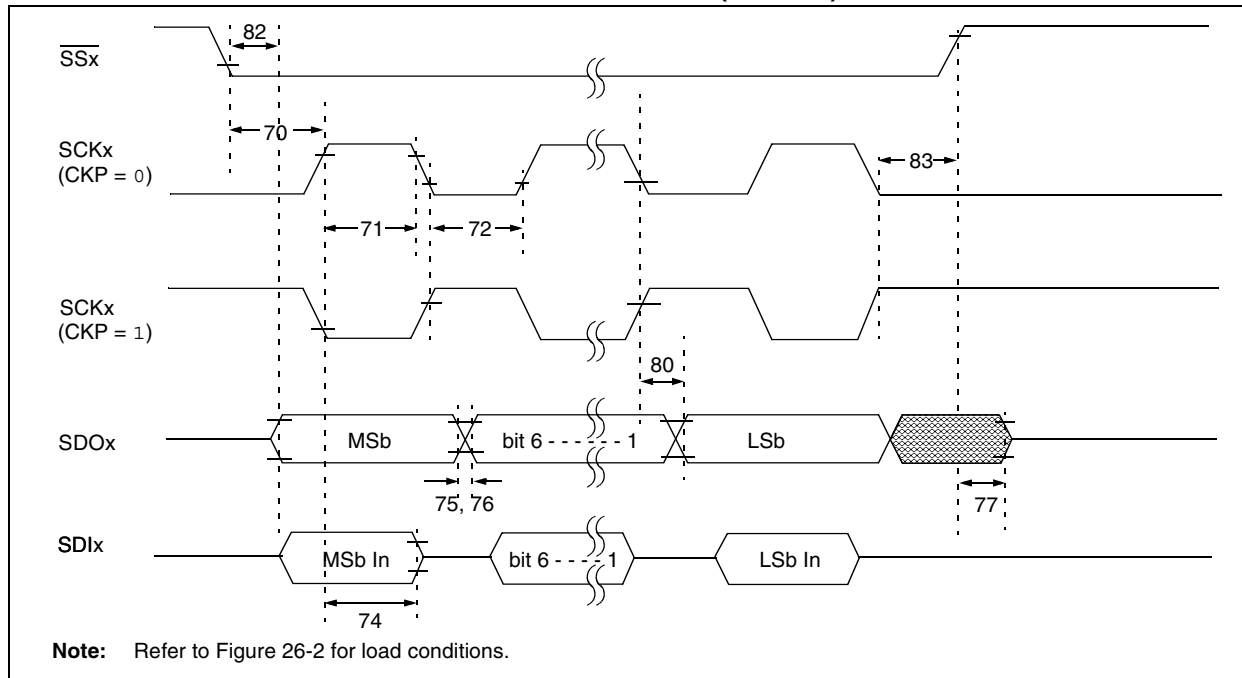 82
SSx
70
SCKx
(CKP = 0)
83
71
72
SCKx
(CKP = 1)
80
SDOx
MSb
bit 6 - - - - - - 1
LSb
75, 76
77
SDIx
MSb In
bit 6 - - - - 1
LSb In
74
Note: Refer to Figure 26-2 for load conditions.